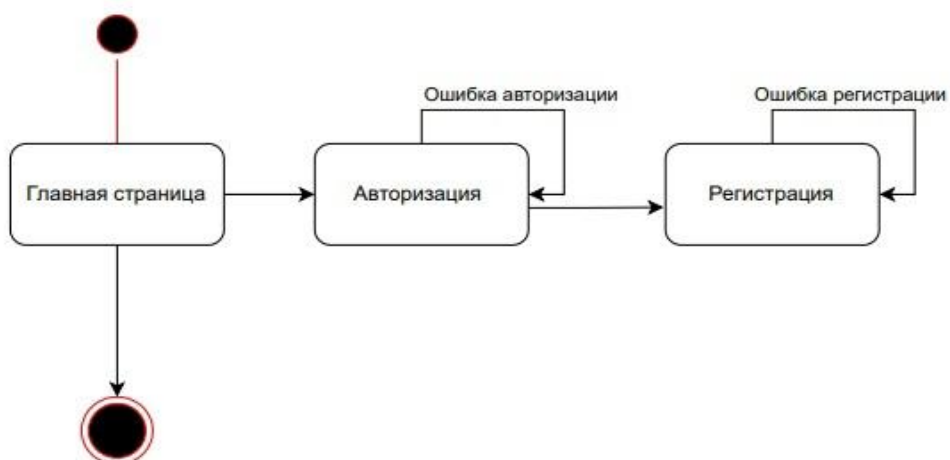 Ошибка авторизации
Ошибка регистрации
Главная страница
Авторизация
Регистрация